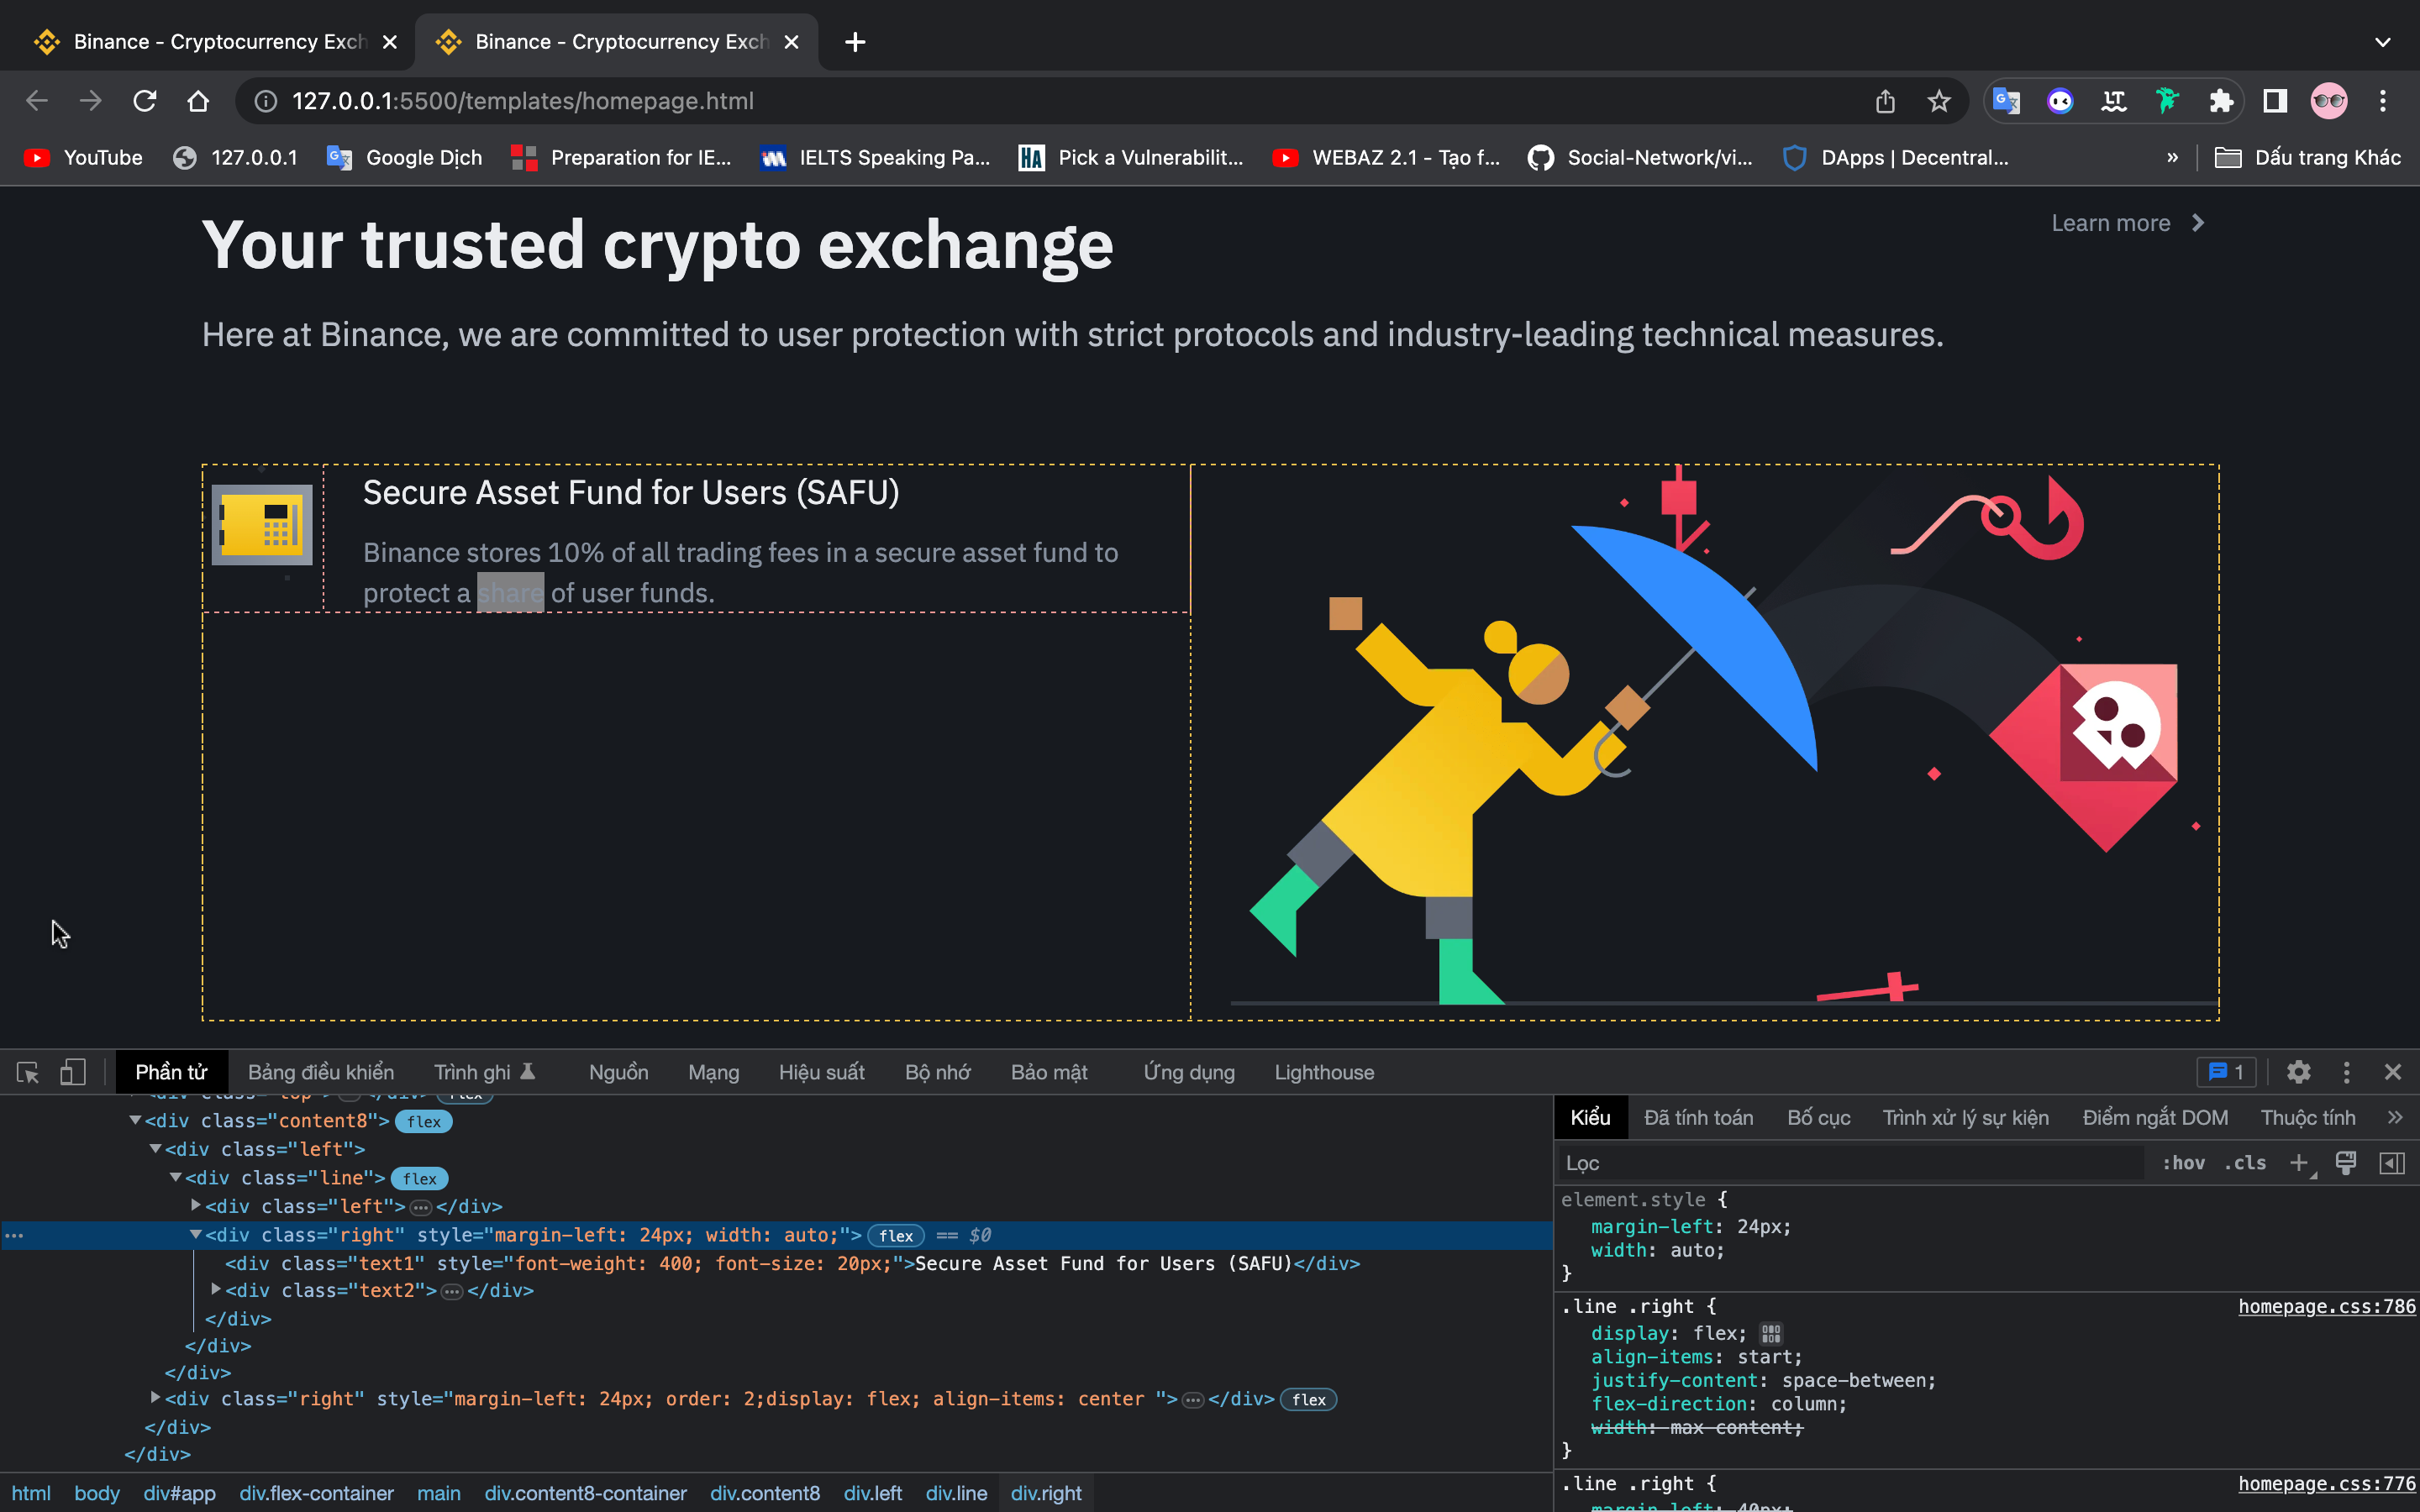 Binance - Cryptocurrency Exch
Binance - Cryptocurrency Exch
127.0.0.1:5500/templates/homepage.html
YouTube
127.0.0.1
Google Dịch
Preparation for IE...
IELTS Speaking Pa...
Pick a Vulnerabilit...
WEBAZ 2.1 - Tạo f...
Social-Network/vi...
DApps | Decentral...
»
Dấu trang Khác
Your trusted crypto exchange
Learn more
Here at Binance, we are committed to user protection with strict protocols and industry-leading technical measures.
Secure Asset Fund for Users (SAFU)
Binance stores 10% of all trading fees in a secure asset fund to
protect a share of user funds.
Phần tử
Bảng điều khiển
Trình ghi
Nguồn
Mạng
Hiệu suất
Bộ nhớ
Bảo mật
Ứng dụng
Lighthouse
1
<div class="content8"> flex
<div class="left">
<div class="line"> flex
<div class="left"> ... </div>
<div class="right" style="margin-left: 24px; width: auto;"> flex == $0
<div class="text1" style="font-weight: 400; font-size: 20px;">Secure Asset Fund for Users (SAFU)</div>
<div class="text2"> ... </div>
</div>
</div>
</div>
<div class="right" style="margin-left: 24px; order: 2;display: flex; align-items: center "> ... </div> flex
</div>
</div>
html body div#app div.flex-container main div.content8-container div.content8 div.left div.line div.right
Kiểu
Đã tính toán
Bố cục
Trình xử lý sự kiện
Điểm ngắt DOM
Thuộc tính
»
Lọc
:hov .cls
element.style {
margin-left: 24px;
width: auto;
}
.line .right {
homepage.css:786
display: flex;
align-items: start;
justify-content: space-between;
flex-direction: column;
width: max-content;
}
.line .right {
homepage.css:776
margin-left: 40px;